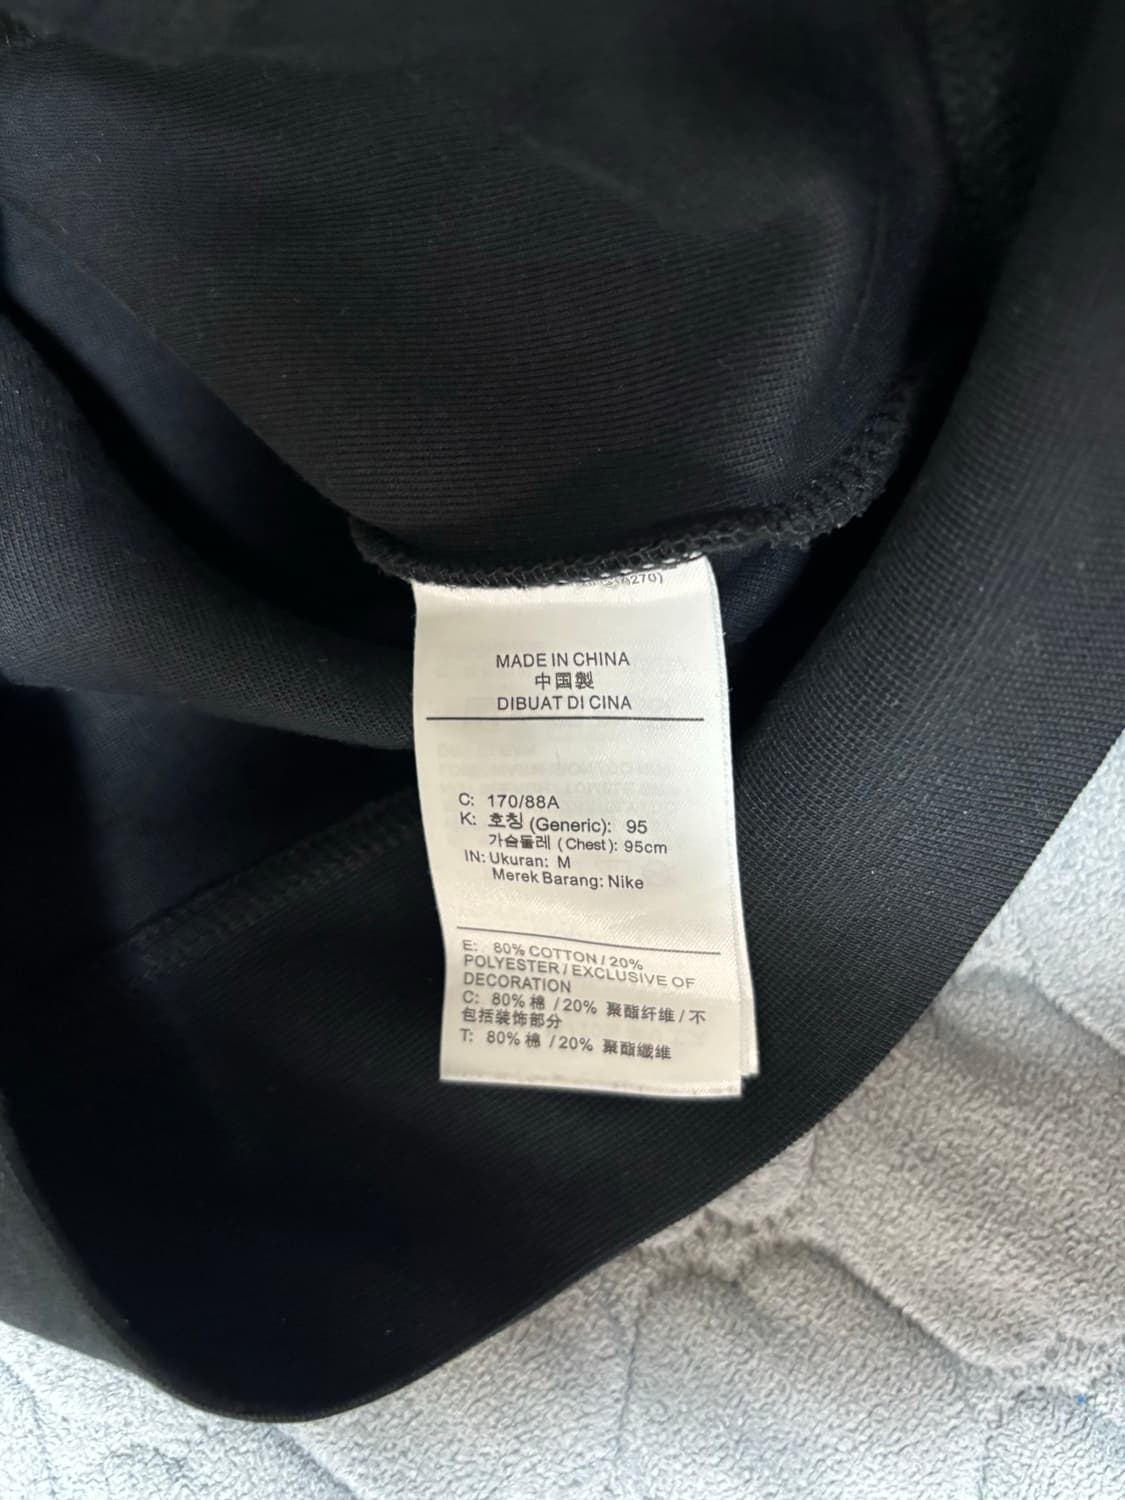 (A270)
MADE IN CHINA
中国製
DIBUAT DI CINA
C: 170/88A
K: 호칭 (Generic): 95
가슴둘레 (Chest): 95cm
IN: Ukuran: M
Merek Barang: Nike
E: 80% COTTON / 20%
POLYESTER / EXCLUSIVE OF
DECORATION
C: 80% 棉 / 20% 聚酯纤维 / 不
包括装饰部分
T: 80% 棉 / 20% 聚酯纖維